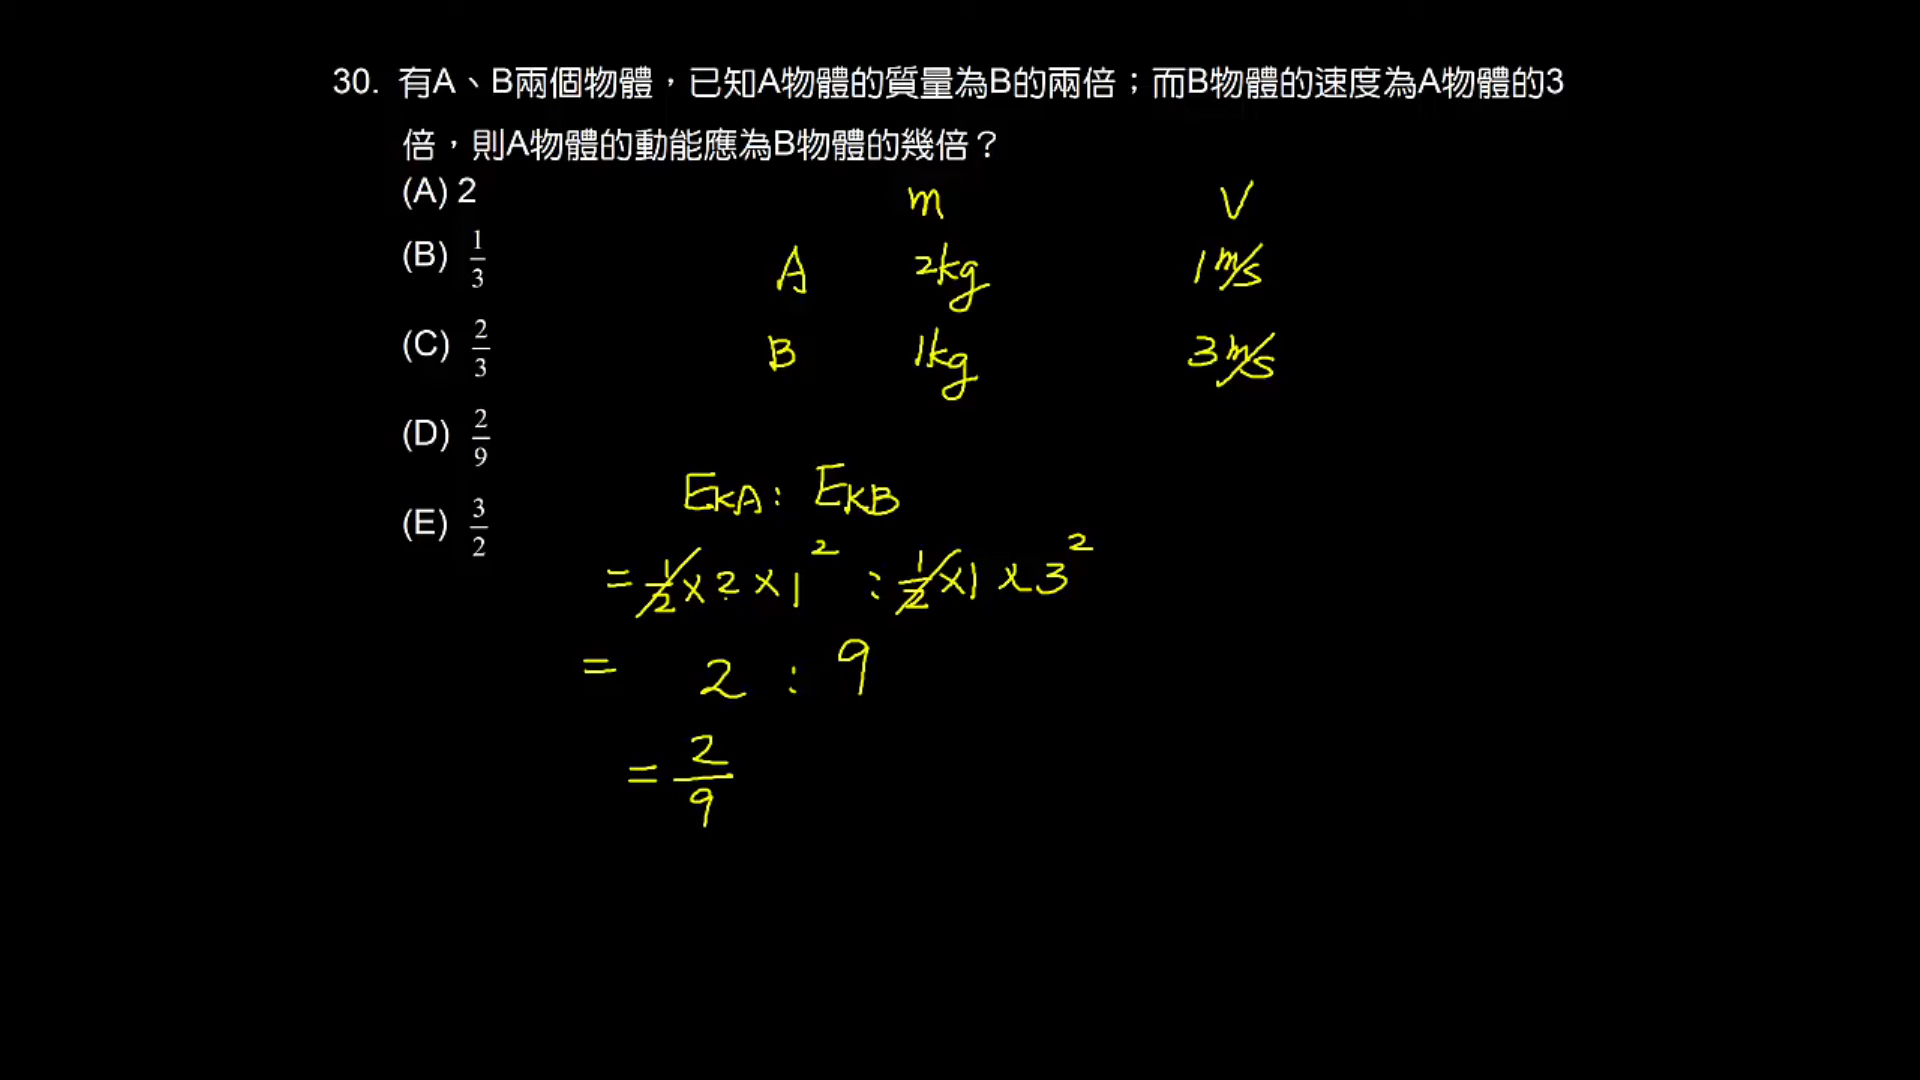 30. 有A、B兩個物體，已知A物體的質量為B的兩倍；而B物體的速度為A物體的3
倍，則A物體的動能應為B物體的幾倍？
(A) 2
(B) 1/3
(C) 2/3
(D) 2/9
(E) 3/2
m V
A 2kg 1 m/s
B 1kg 3 m/s
EKA : EKB
= 1/2 × 2 × 1² : 1/2 × 1 × 3²
= 2 : 9
= 2/9